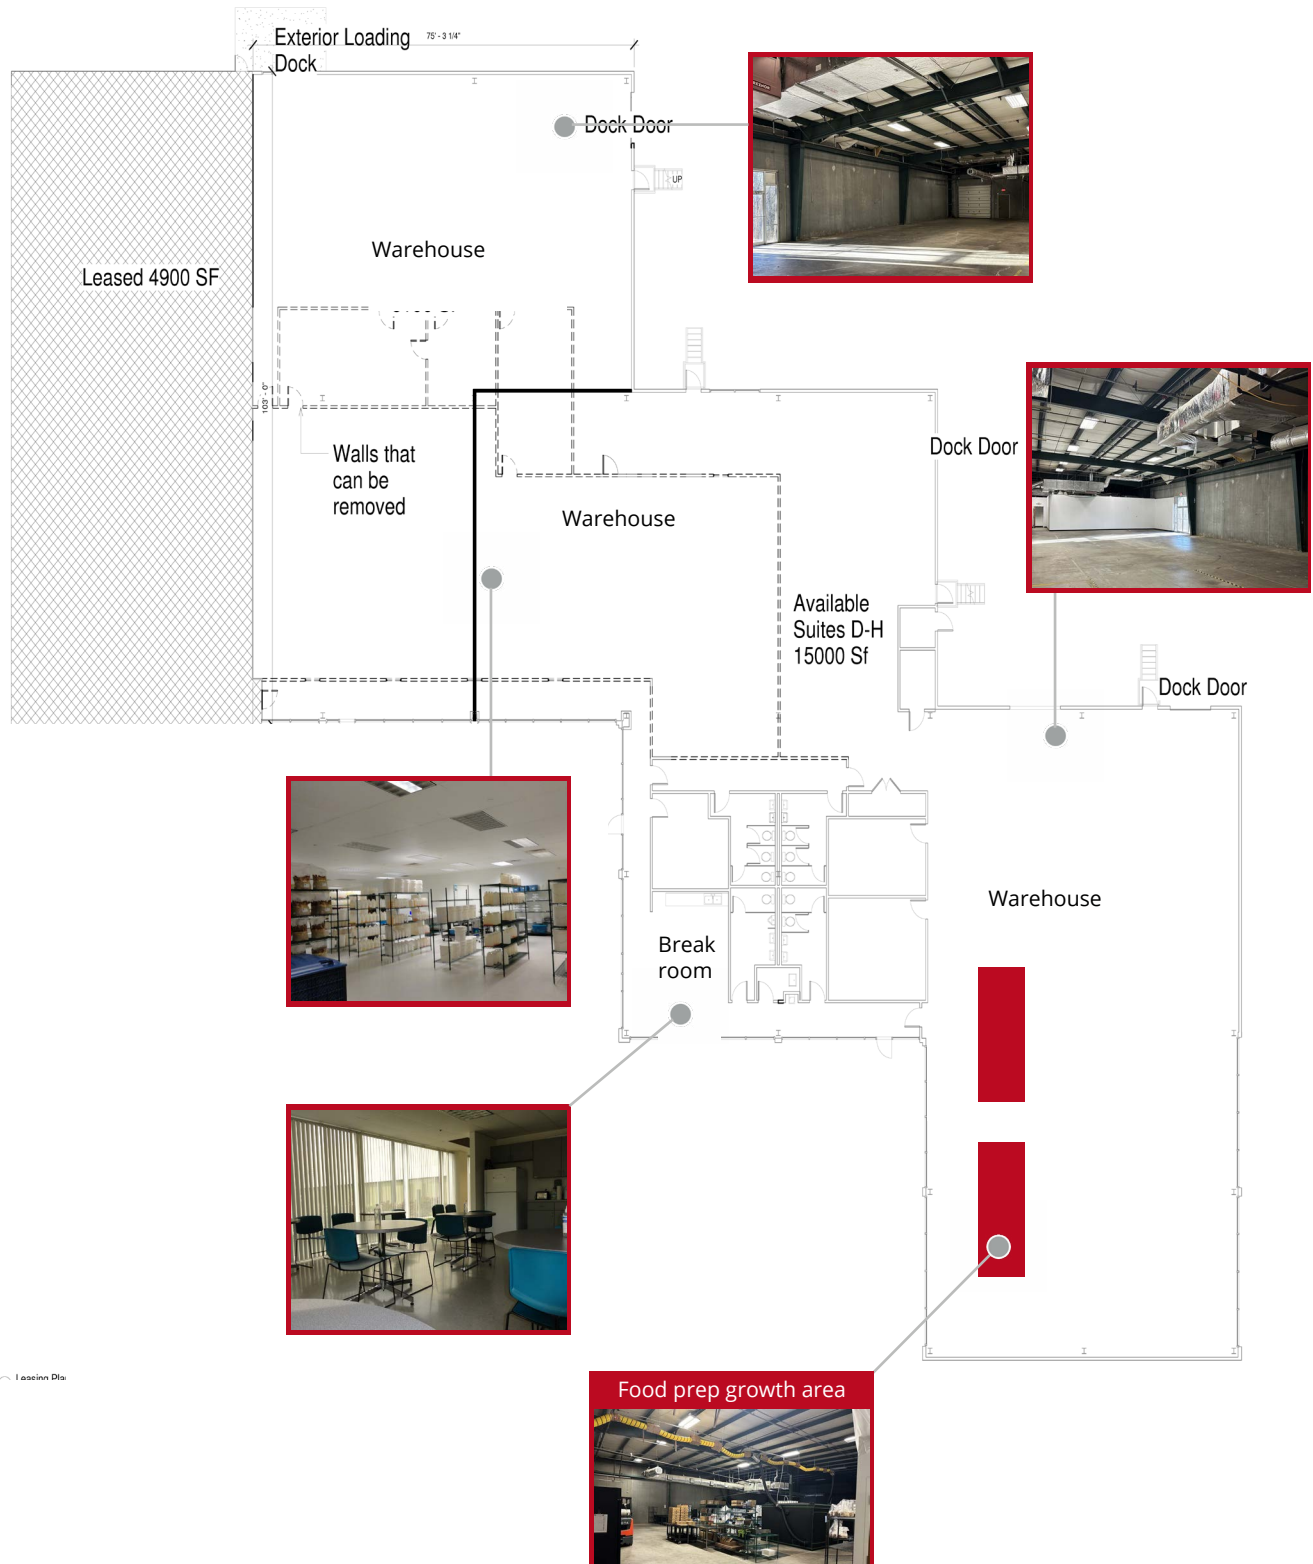 Exterior Loading
Dock
75' - 3 1/4"
Dock Door
UP
Warehouse
Leased 4900 SF
103' - 0"
Walls that
can be
removed
Dock Door
Warehouse
Available
Suites D-H
15000 Sf
Dock Door
Warehouse
Break
room
Leasing
Food prep growth area